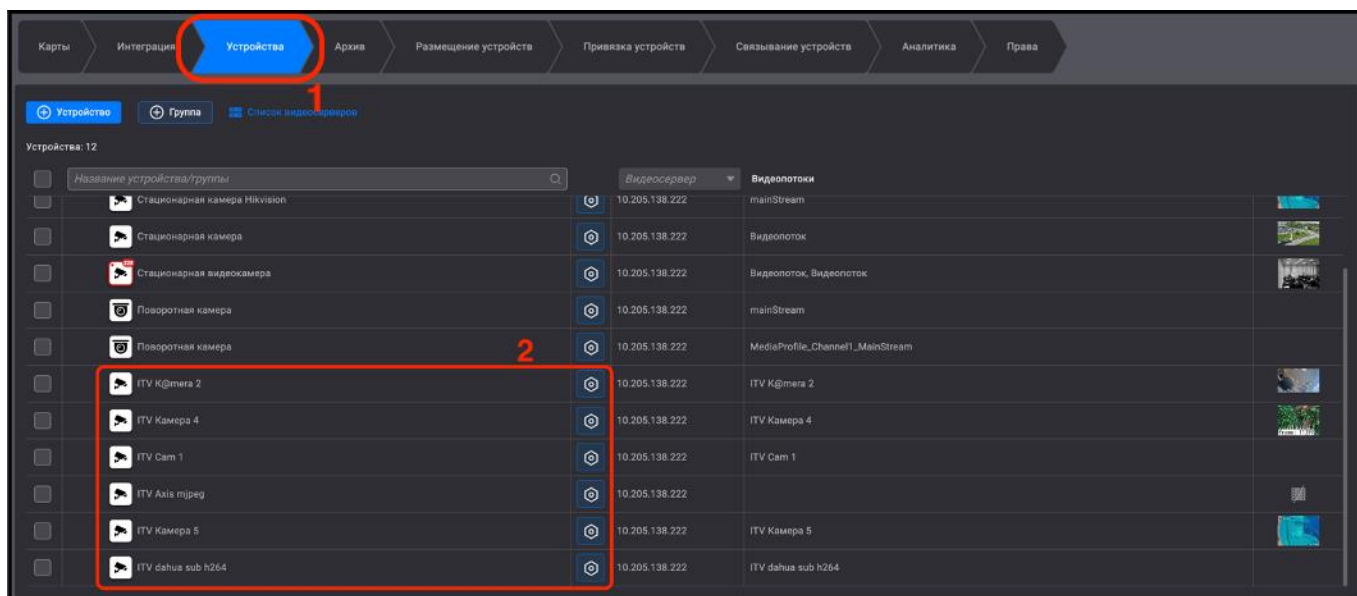 Карты Интеграция Устройства Архив Размещение устройств Привязка устройств Связывание устройств Аналитика Права
1
Устройство Группа Список видеосерверов
Устройства: 12
Название устройства/группы Видеосервер Видеопотоки
Стационарная камера Hikvision 10.205.138.222 mainStream
Стационарная камера 10.205.138.222 Видеопоток
Стационарная видеокамера 10.205.138.222 Видеопоток, Видеопоток
Поворотная камера 10.205.138.222 mainStream
Поворотная камера 10.205.138.222 MediaProfile_Channel1_MainStream
2
ITV K@mera 2 10.205.138.222 ITV K@mera 2
ITV Камера 4 10.205.138.222 ITV Камера 4
ITV Cam 1 10.205.138.222 ITV Cam 1
ITV Axis mjpeg 10.205.138.222
ITV Камера 5 10.205.138.222 ITV Камера 5
ITV dahua sub h264 10.205.138.222 ITV dahua sub h264